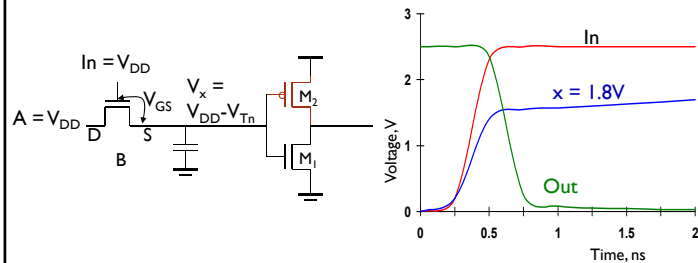 In = V_DD
A = V_DD
D
S
V_GS
B
V_x =
V_DD-V_Tn
M_2
M_1
3
2
1
0
Voltage, V
In
x = 1.8V
Out
0
0.5
1
1.5
2
Time, ns